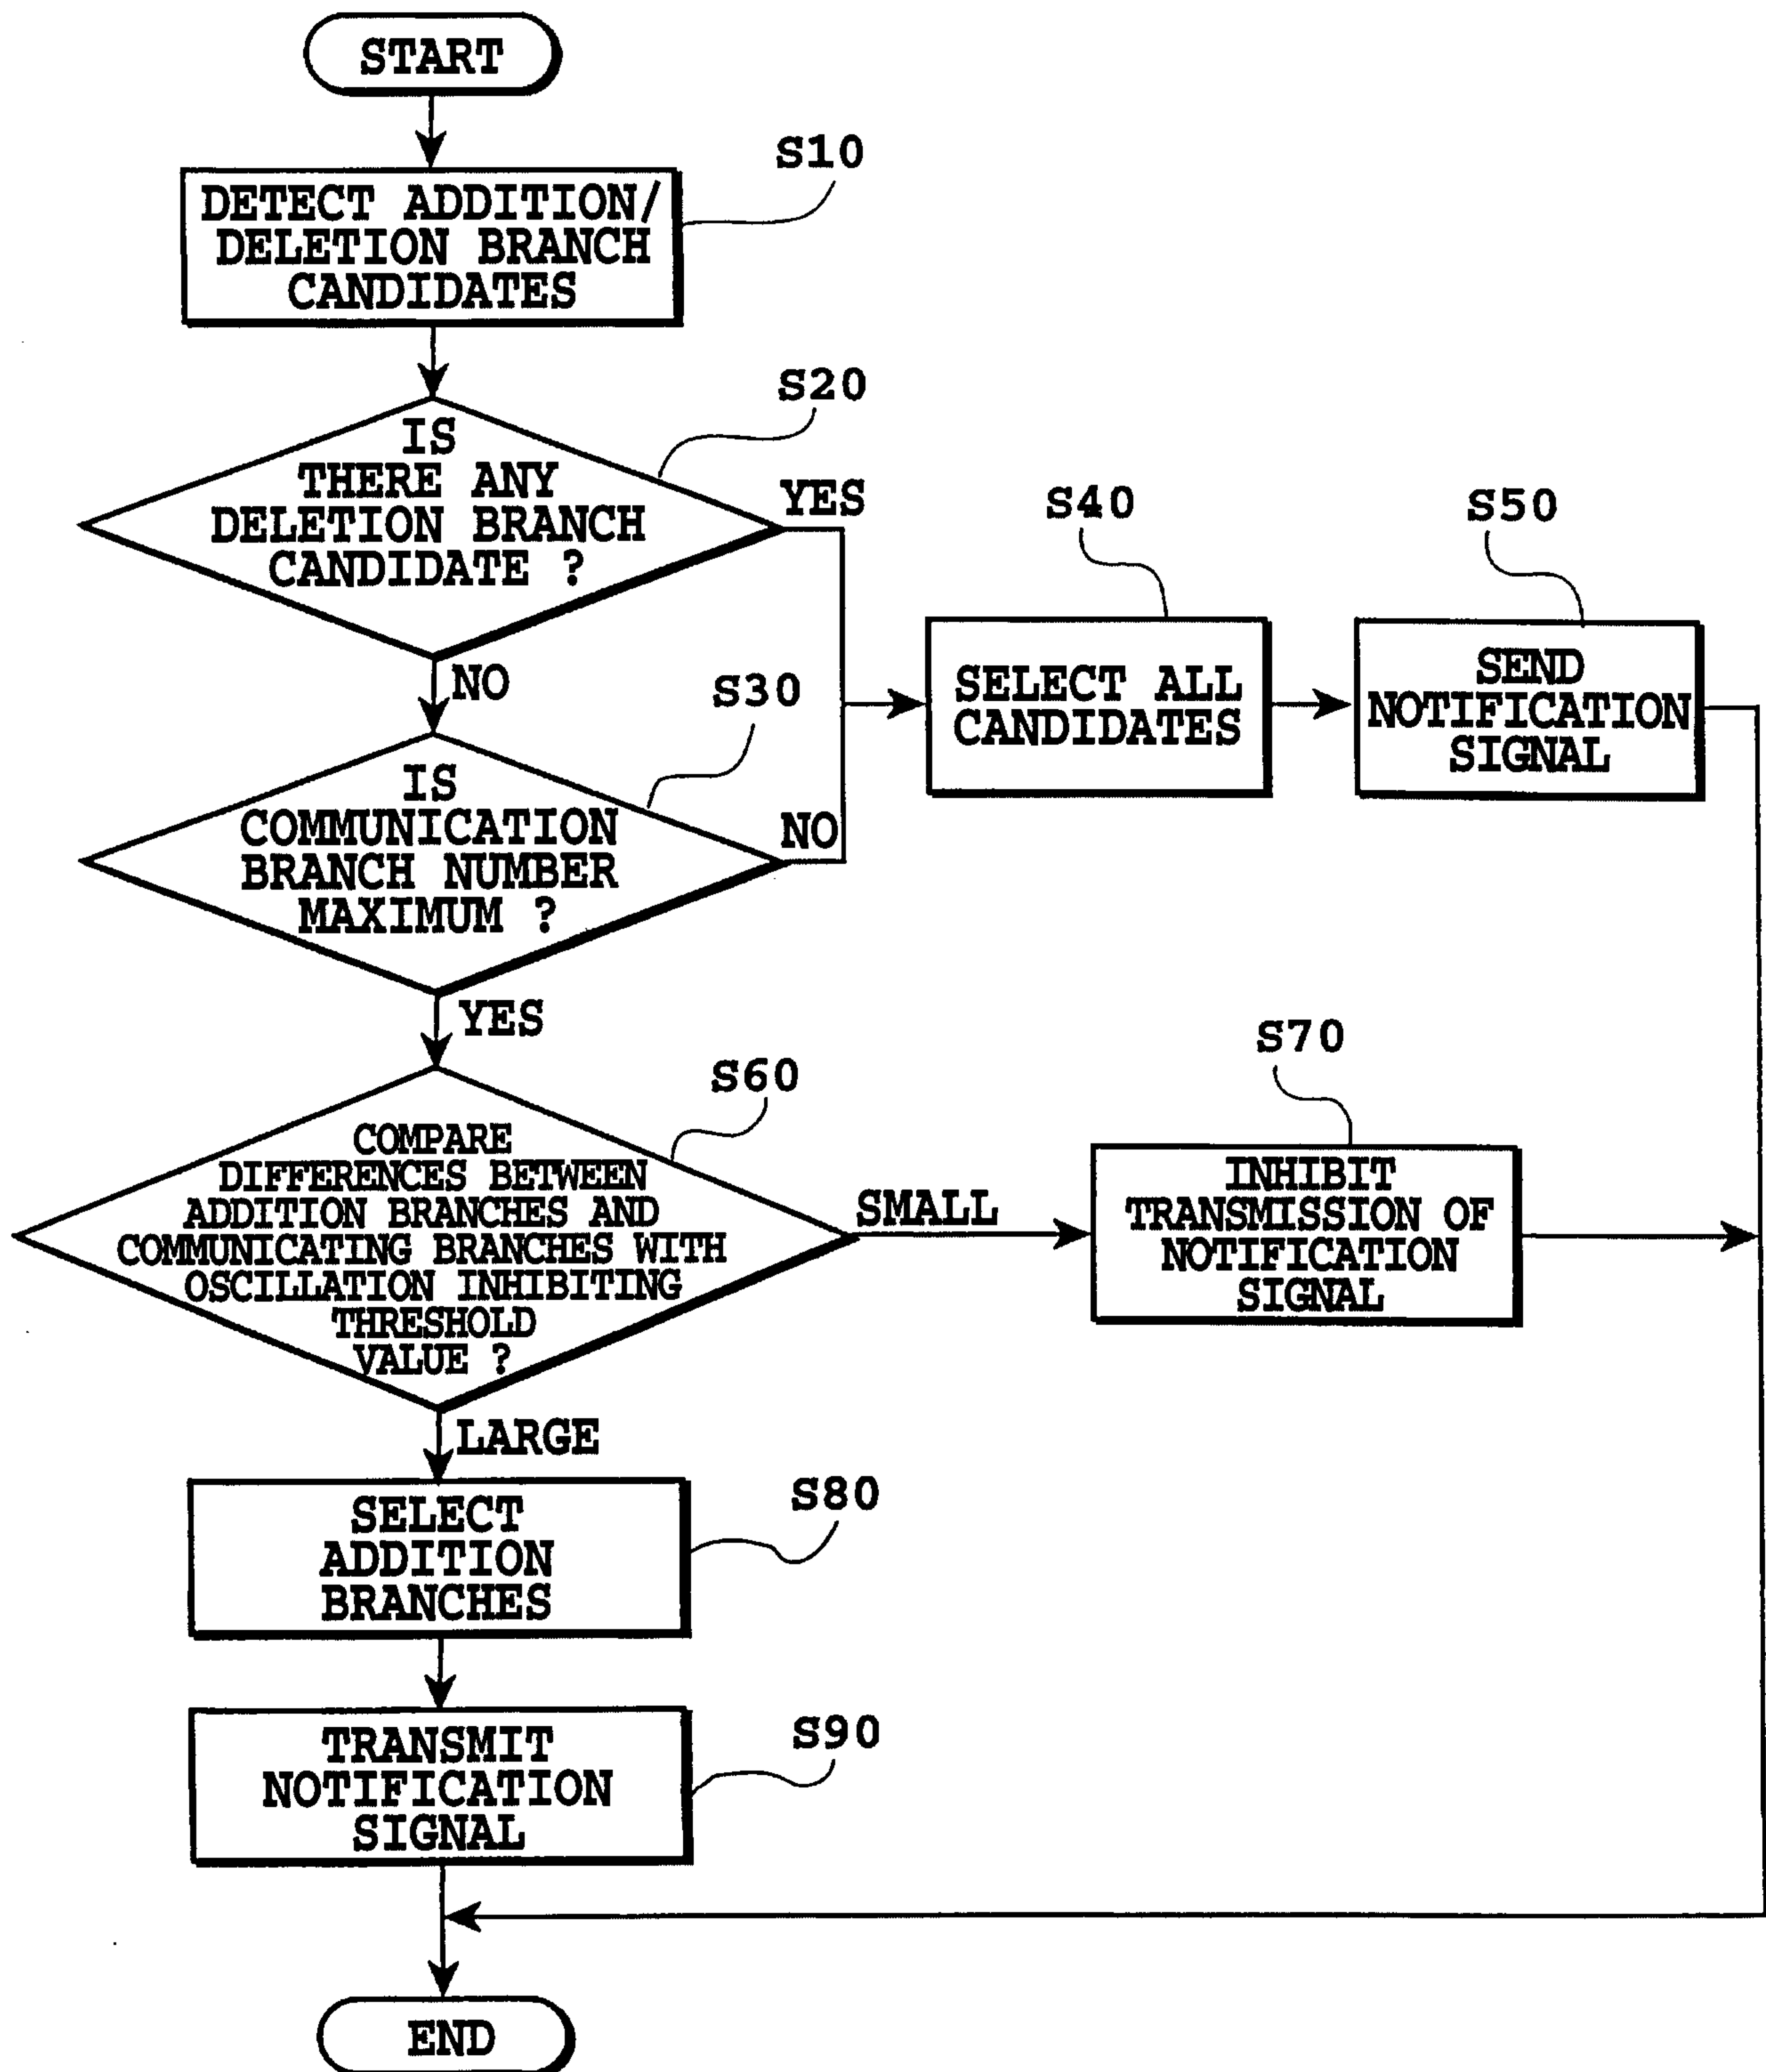 START
S10
DETECT ADDITION/
DELETION BRANCH
CANDIDATES
S20
IS
THERE ANY
DELETION BRANCH
CANDIDATE ?
YES
NO
S30
IS
COMMUNICATION
BRANCH NUMBER
MAXIMUM ?
NO
YES
S40
SELECT ALL
CANDIDATES
S50
SEND
NOTIFICATION
SIGNAL
S60
COMPARE
DIFFERENCES BETWEEN
ADDITION BRANCHES AND
COMMUNICATING BRANCHES WITH
OSCILLATION INHIBITING
THRESHOLD
VALUE ?
SMALL
LARGE
S70
INHIBIT
TRANSMISSION OF
NOTIFICATION
SIGNAL
S80
SELECT
ADDITION
BRANCHES
S90
TRANSMIT
NOTIFICATION
SIGNAL
END